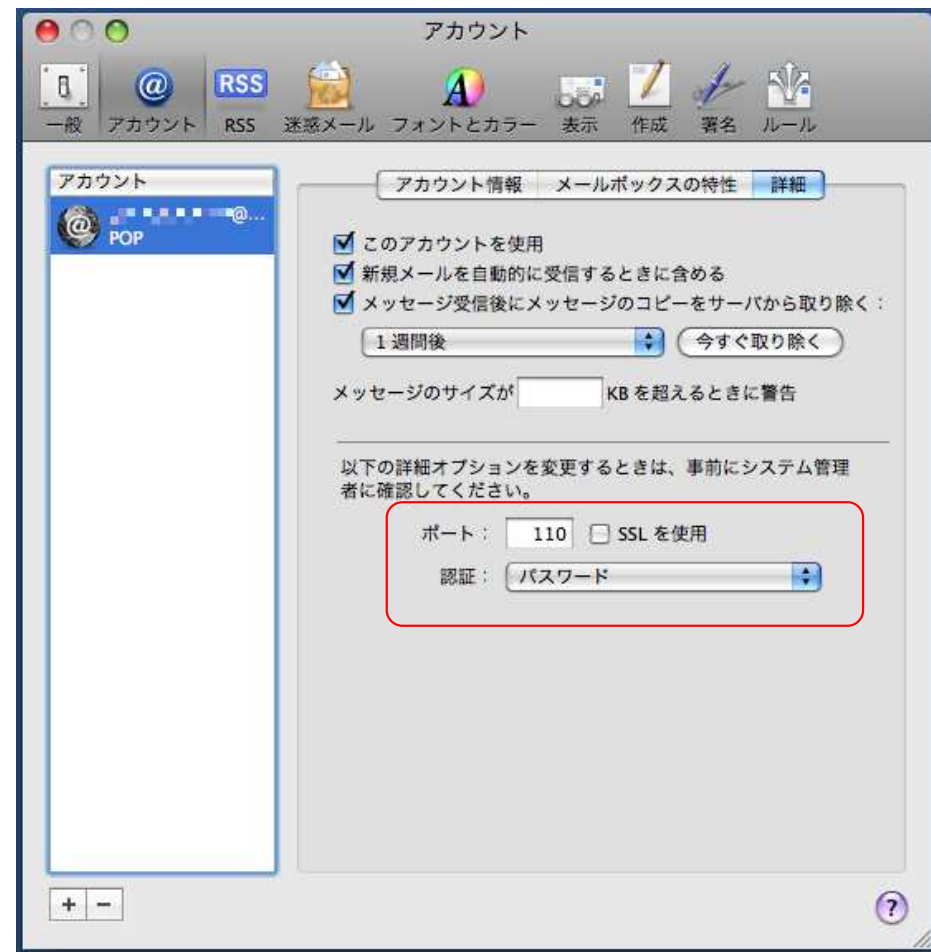 アカウント
RSS
一般 アカウント RSS 迷惑メール フォントとカラー 表示 作成 署名 ルール
アカウント
アカウント情報 メールボックスの特性 詳細
@...
POP
このアカウントを使用
新規メールを自動的に受信するときに含める
メッセージ受信後にメッセージのコピーをサーバから取り除く：
1 週間後 今すぐ取り除く
メッセージのサイズが KB を超えるときに警告
以下の詳細オプションを変更するときは、事前にシステム管理
者に確認してください。
ポート： 110 SSL を使用
認証： パスワード
+ − ?